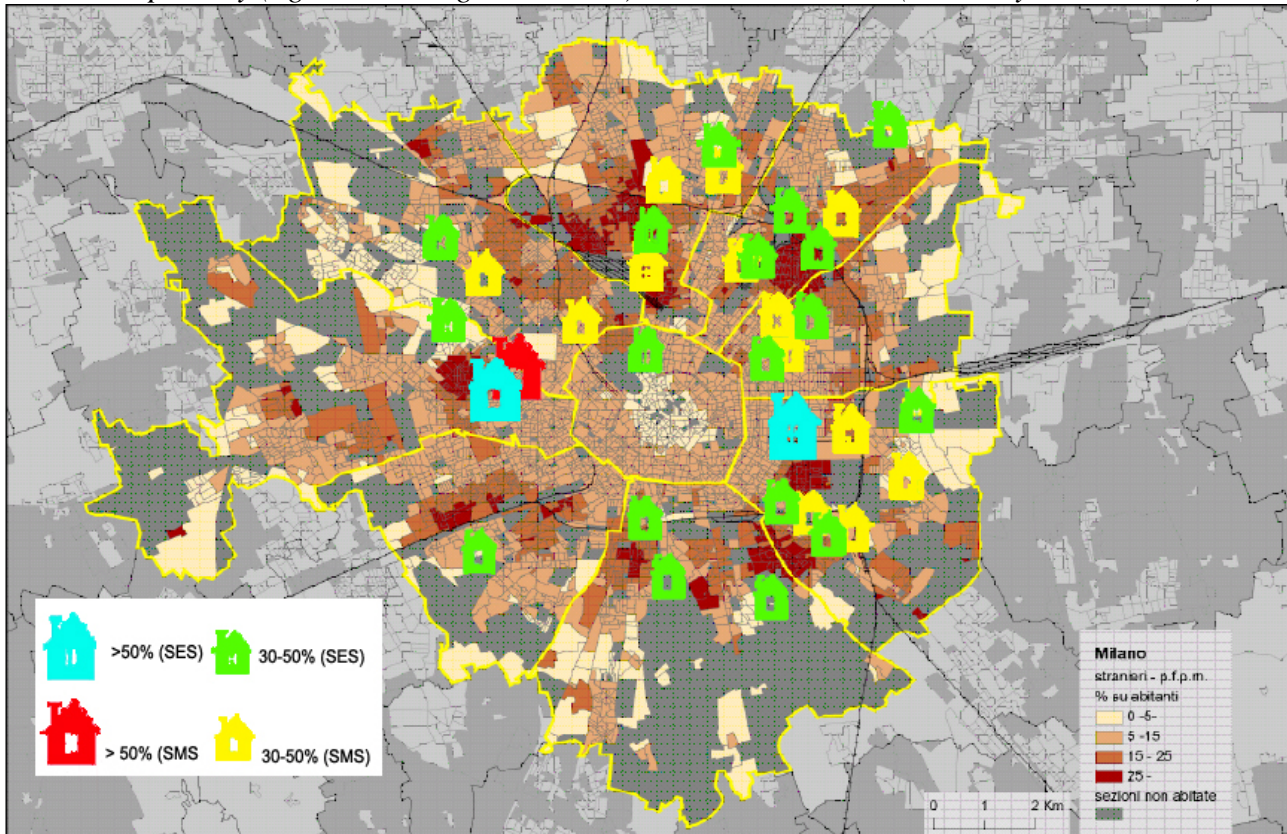 >50% (SES)
30-50% (SES)
> 50% (SMS
30-50% (SMS)
Milano
stranieri - p.f.p.m.
% su abitanti
0 -5-
5 -15
15 - 25
25 -
sezioni non abitate
0 1 2 Km